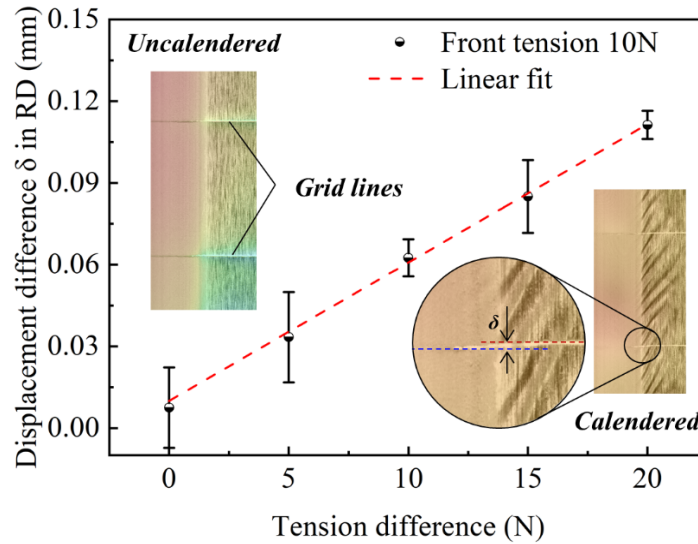 Displacement difference δ in RD (mm)
0.15
0.12
0.09
0.06
0.03
0.00
Uncalendered
Front tension 10N
Linear fit
Grid lines
δ
Calendered
0
5
10
15
20
Tension difference (N)